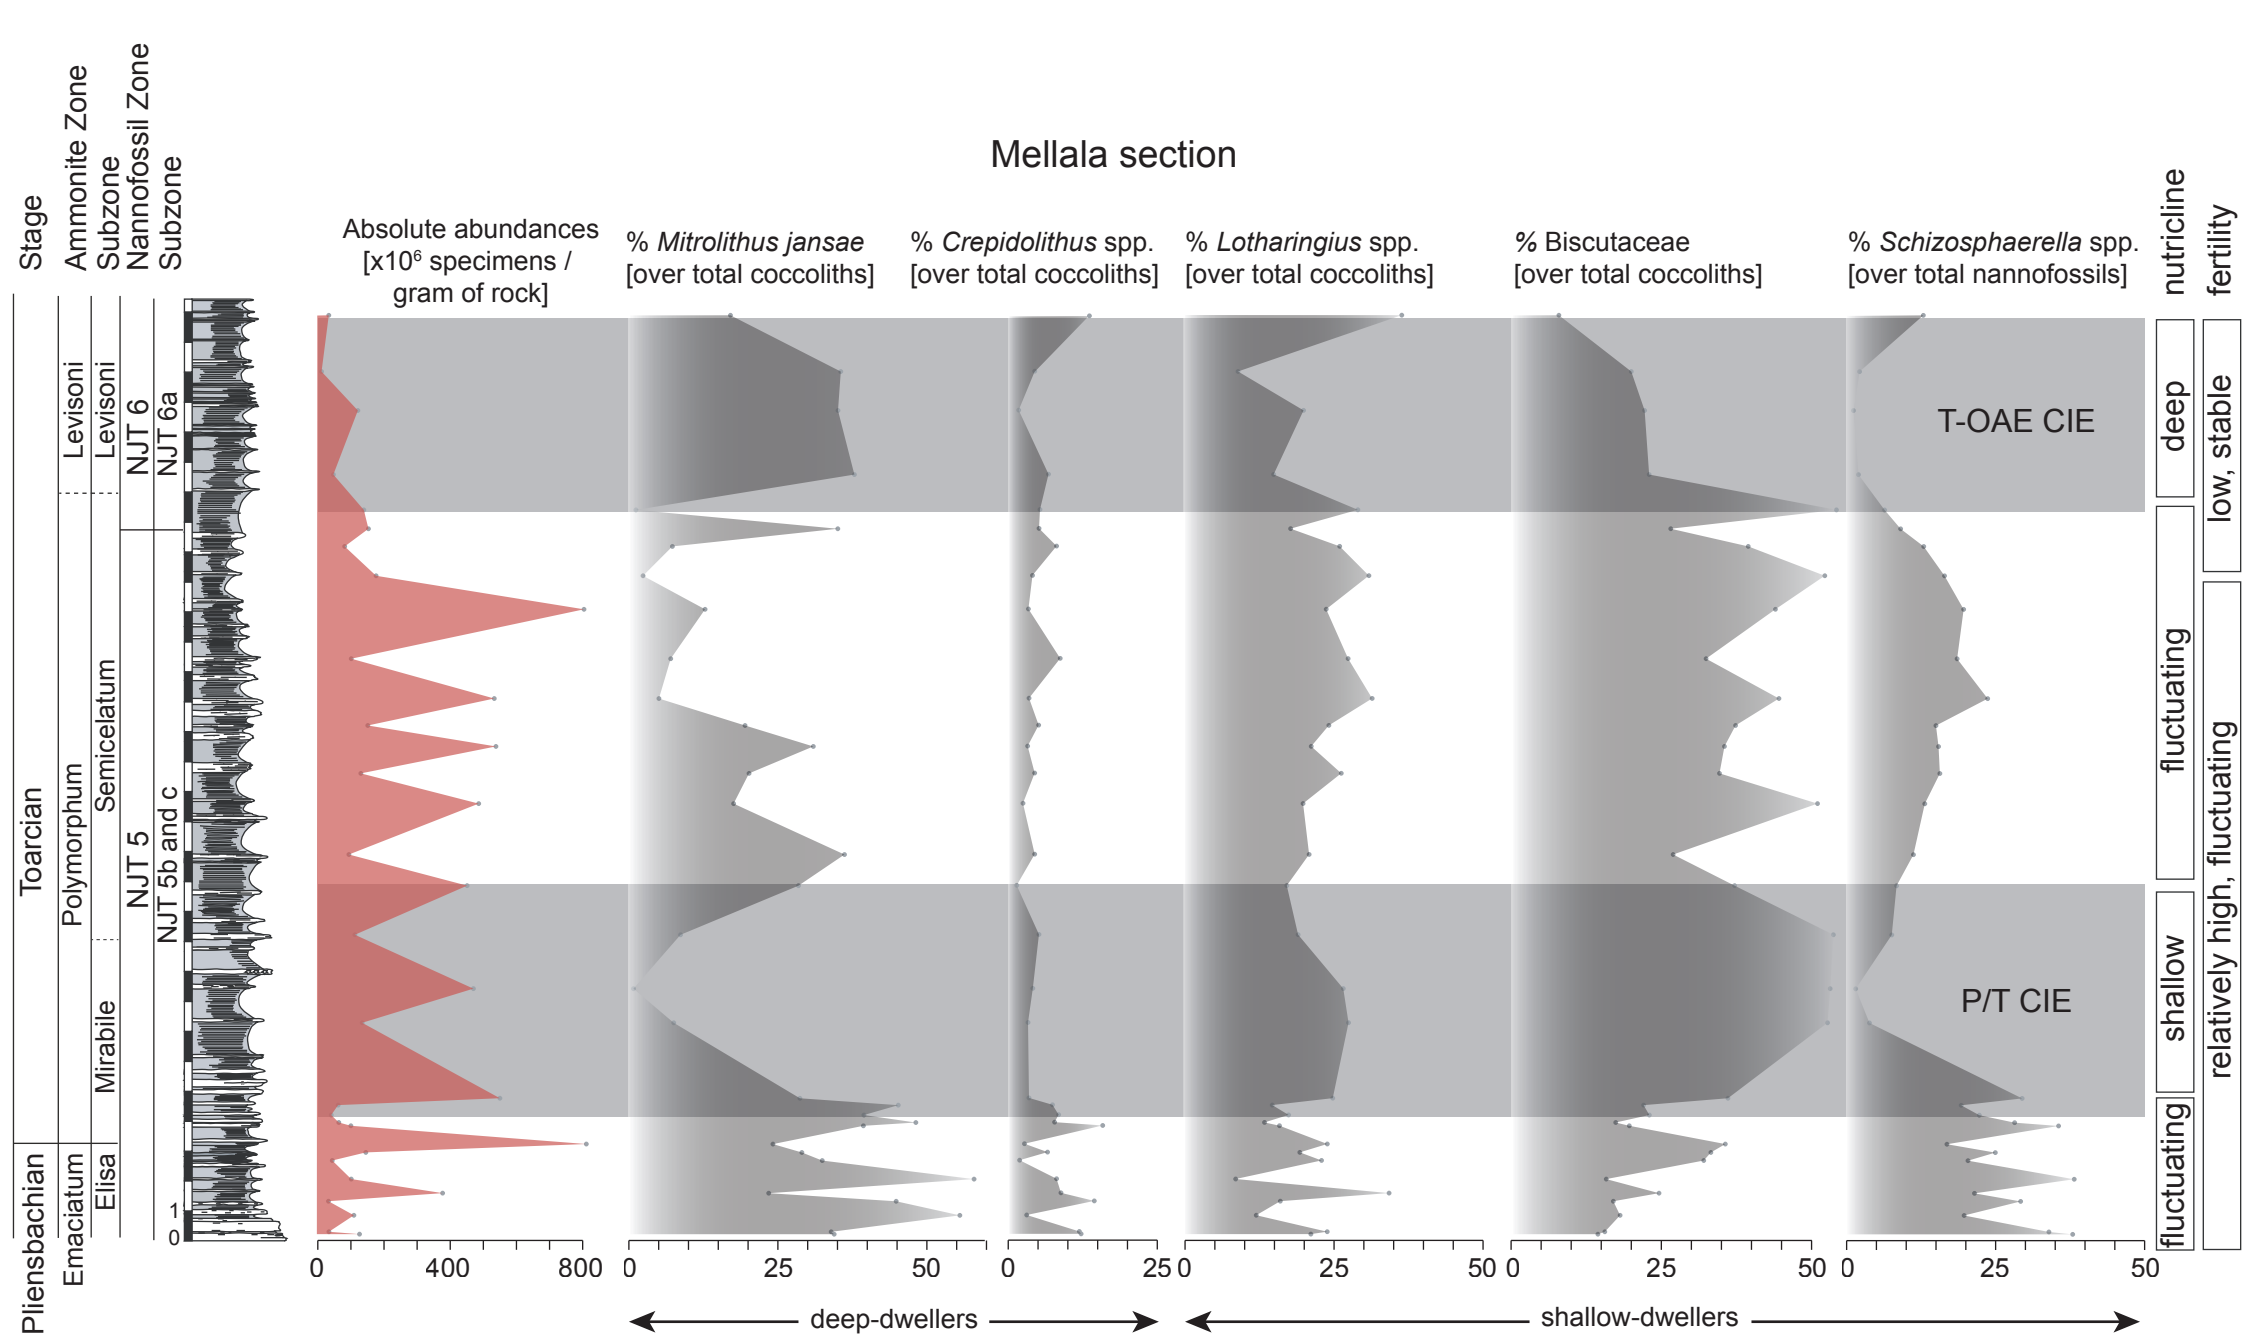 Mellala section
Stage
Ammonite Zone
Subzone
Nannofossil Zone
Subzone
Absolute abundances
[x10⁶ specimens /
gram of rock]
% Mitrolithus jansae
[over total coccoliths]
% Crepidolithus spp.
[over total coccoliths]
% Lotharingius spp.
[over total coccoliths]
% Biscutaceae
[over total coccoliths]
% Schizosphaerella spp.
[over total nannofossils]
nutricline
fertility
Toarcian
Pliensbachian
Levisoni
Polymorphum
Emaciatum
Levisoni
Semicelatum
Mirabile
Elisa
NJT 6
NJT 5
NJT 6a
NJT 5b and c
1
0
T-OAE CIE
P/T CIE
deep
fluctuating
shallow
fluctuating
low, stable
relatively high, fluctuating
0 400 800
0 25 50
0 25
0 25 50
0 25 50
0 25 50
deep-dwellers
shallow-dwellers